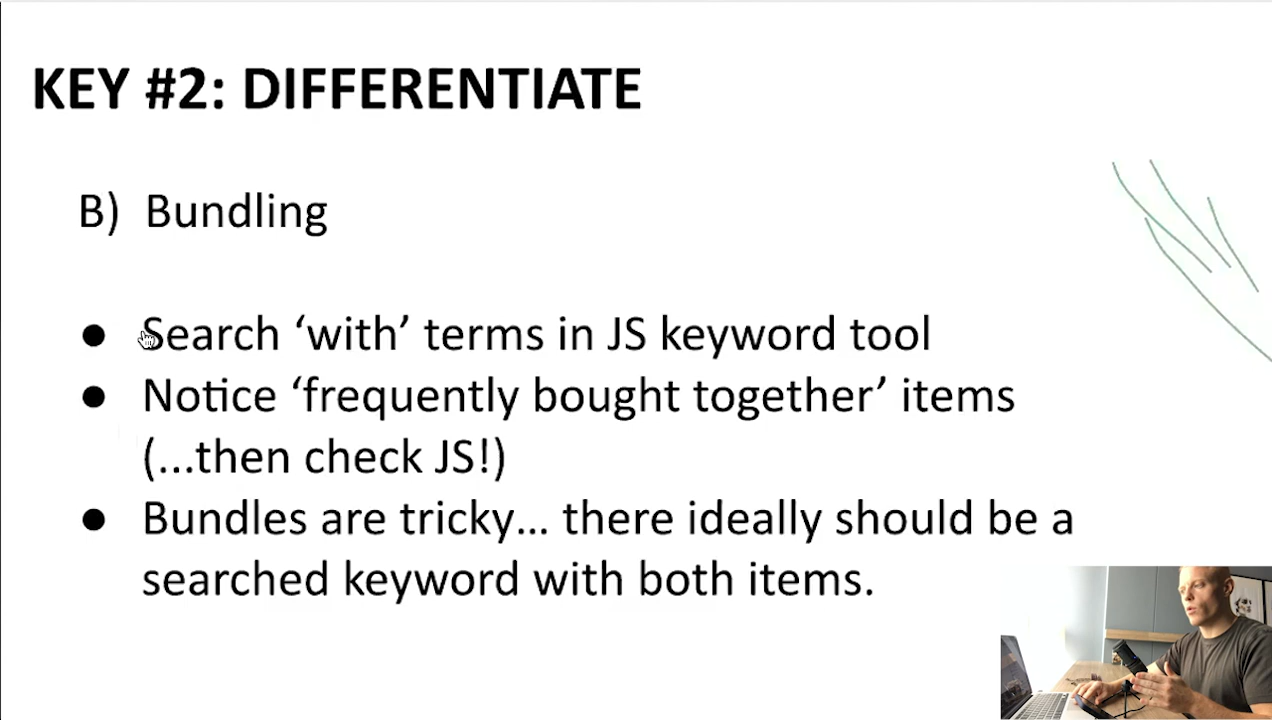 KEY #2: DIFFERENTIATE
B) Bundling
● Search ‘with’ terms in JS keyword tool
● Notice ‘frequently bought together’ items
(...then check JS!)
● Bundles are tricky... there ideally should be a
searched keyword with both items.